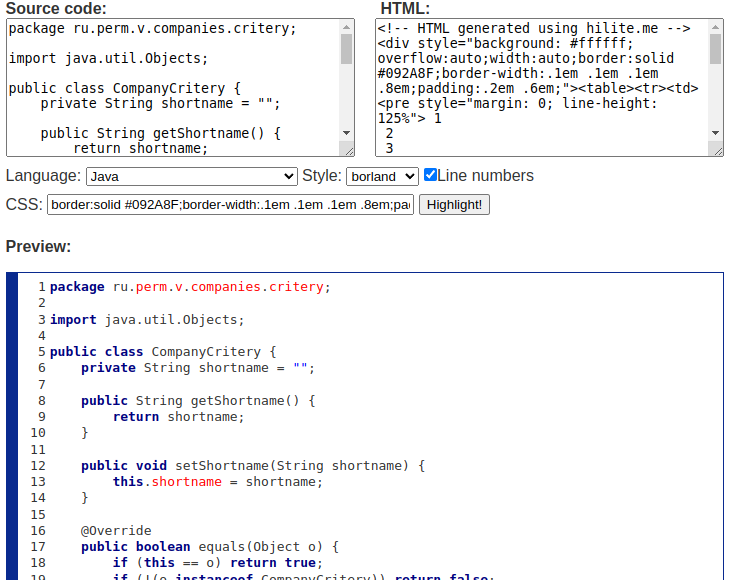 Source code:
package ru.perm.v.companies.critery;
import java.util.Objects;
public class CompanyCritery {
    private String shortname = "";
    public String getShortname() {
        return shortname;
HTML:
<!-- HTML generated using hilite.me -->
<div style="background: #ffffff;
overflow:auto;width:auto;border:solid
#092A8F;border-width:.1em .1em .1em
.8em;padding:.2em .6em;"><table><tr><td>
<pre style="margin: 0; line-height:
125%"> 1
 2
 3
Language: Java Style: borland Line numbers
CSS: border:solid #092A8F;border-width:.1em .1em .1em .8em;pa Highlight!
Preview:
1 package ru.perm.v.companies.critery;
2
3 import java.util.Objects;
4
5 public class CompanyCritery {
6     private String shortname = "";
7
8     public String getShortname() {
9         return shortname;
10     }
11
12     public void setShortname(String shortname) {
13         this.shortname = shortname;
14     }
15
16     @Override
17     public boolean equals(Object o) {
18         if (this == o) return true;
19         if (!(o instanceof CompanyCritery)) return false;